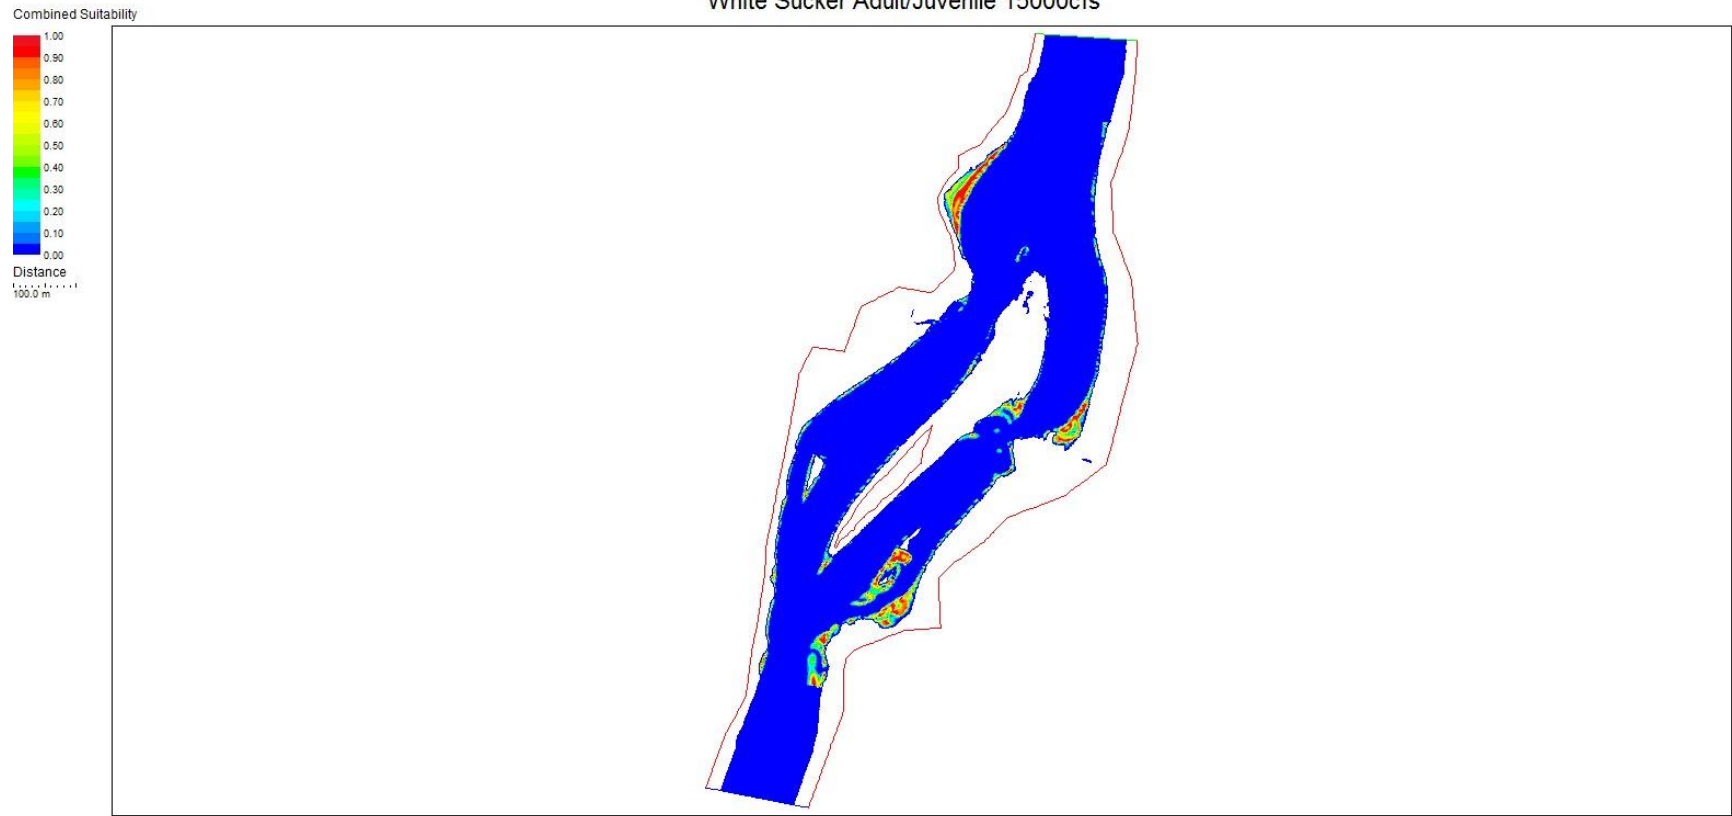 White Sucker Adult/Juvenile 15000cfs
Combined Suitability
1.00
0.90
0.80
0.70
0.60
0.50
0.40
0.30
0.20
0.10
0.00
Distance
100.0 m